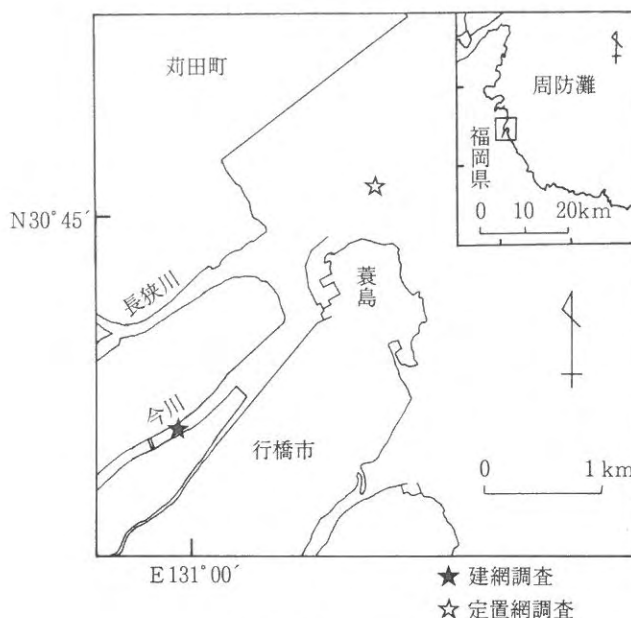 苅田町
周防灘
福岡県
0 10 20km
N30°45′
長狭川
蓑島
今川
行橋市
0 1 km
E131°00′
★ 建網調査
☆ 定置網調査